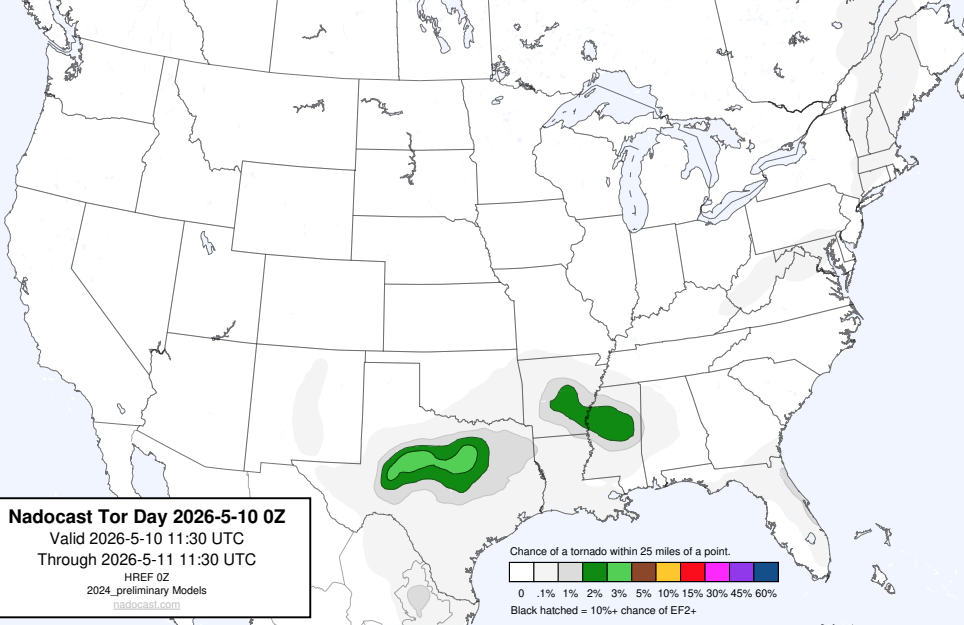 Nadocast Tor Day 2026-5-10 0Z
Valid 2026-5-10 11:30 UTC
Through 2026-5-11 11:30 UTC
HREF 0Z
2024_preliminary Models
nadocast.com
Chance of a tornado within 25 miles of a point.
0 .1% 1% 2% 3% 5% 10% 15% 30% 45% 60%
Black hatched = 10%+ chance of EF2+